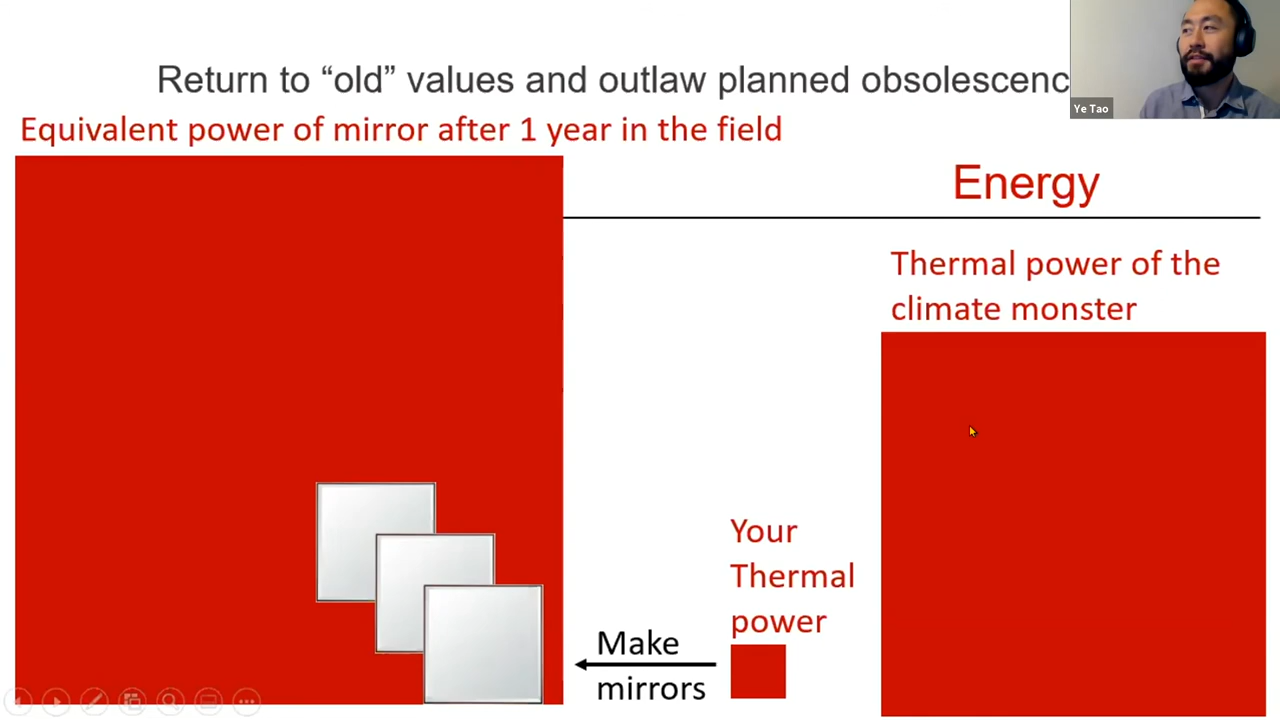 Return to “old” values and outlaw planned obsolescenc
Ye Tao
Equivalent power of mirror after 1 year in the field
Energy
Thermal power of the
climate monster
Your
Thermal
power
Make
mirrors